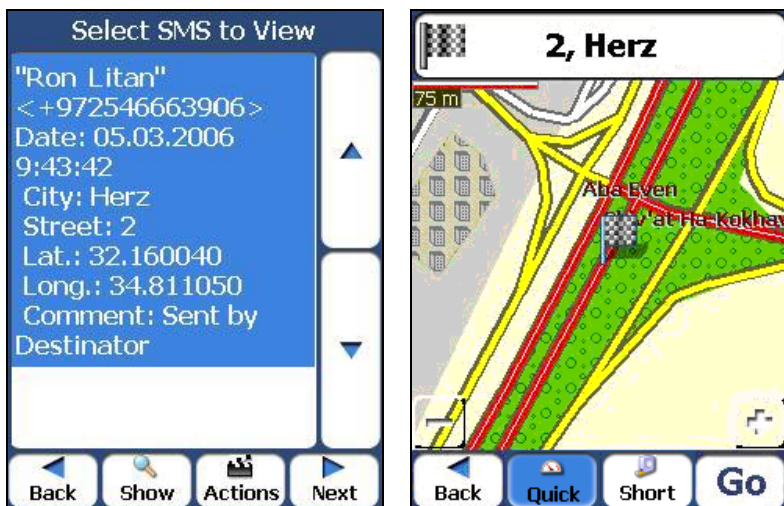 Select SMS to View
"Ron Litan"
<+972546663906>
Date: 05.03.2006
9:43:42
City: Herz
Street: 2
Lat.: 32.160040
Long.: 34.811050
Comment: Sent by
Destinator
Back Show Actions Next
2, Herz
75 m
Aba Even
Ha-Kokhav
Back Quick Short Go